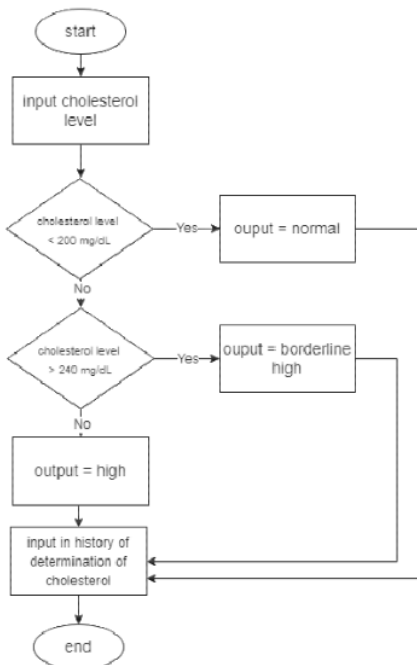 start
input cholesterol
level
cholesterol level
< 200 mg/dL
Yes
ouput = normal
No
cholesterol level
> 240 mg/dL
Yes
ouput = borderline
high
No
output = high
input in history of
determination of
cholesterol
end